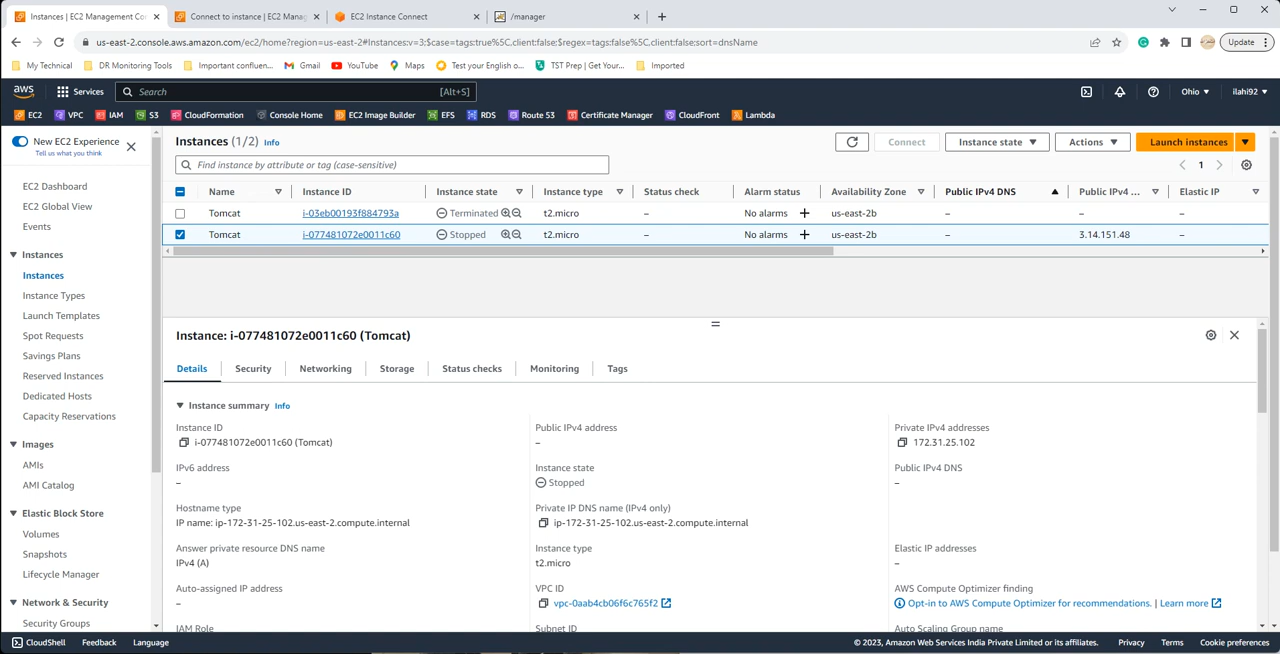 Instances | EC2 Management Co
Connect to instance | EC2 Manag
EC2 Instance Connect
/manager
us-east-2.console.aws.amazon.com/ec2/home?region=us-east-2#Instances:v=3;$case=tags:true%5C,client:false;$regex=tags:false%5C,client:false;sort=dnsName
Update
My Technical
DR Monitoring Tools
Important confluen...
Gmail
YouTube
Maps
Test your English o...
TST Prep | Get Your...
Imported
aws
Services
Search
[Alt+S]
Ohio
ilahi92
EC2
VPC
IAM
S3
CloudFormation
Console Home
EC2 Image Builder
EFS
RDS
Route 53
Certificate Manager
CloudFront
Lambda
New EC2 Experience
Tell us what you think
EC2 Dashboard
EC2 Global View
Events
Instances
Instances
Instance Types
Launch Templates
Spot Requests
Savings Plans
Reserved Instances
Dedicated Hosts
Capacity Reservations
Images
AMIs
AMI Catalog
Elastic Block Store
Volumes
Snapshots
Lifecycle Manager
Network & Security
Security Groups
Instances (1/2) Info
Connect
Instance state
Actions
Launch instances
Find instance by attribute or tag (case-sensitive)
1
Name Instance ID Instance state Instance type Status check Alarm status Availability Zone Public IPv4 DNS Public IPv4 ... Elastic IP
Tomcat i-03eb00193f884793a Terminated t2.micro – No alarms + us-east-2b – – –
Tomcat i-077481072e0011c60 Stopped t2.micro – No alarms + us-east-2b – 3.14.151.48 –
Instance: i-077481072e0011c60 (Tomcat)
Details
Security
Networking
Storage
Status checks
Monitoring
Tags
Instance summary Info
Instance ID
i-077481072e0011c60 (Tomcat)
Public IPv4 address
–
Private IPv4 addresses
172.31.25.102
IPv6 address
–
Instance state
Stopped
Public IPv4 DNS
–
Hostname type
IP name: ip-172-31-25-102.us-east-2.compute.internal
Private IP DNS name (IPv4 only)
ip-172-31-25-102.us-east-2.compute.internal
Answer private resource DNS name
IPv4 (A)
Instance type
t2.micro
Elastic IP addresses
–
Auto-assigned IP address
–
VPC ID
vpc-0aab4cb06f6c765f2
AWS Compute Optimizer finding
Opt-in to AWS Compute Optimizer for recommendations. | Learn more
IAM Role
Subnet ID
Auto Scaling Group name
CloudShell
Feedback
Language
© 2023, Amazon Web Services India Private Limited or its affiliates.
Privacy
Terms
Cookie preferences